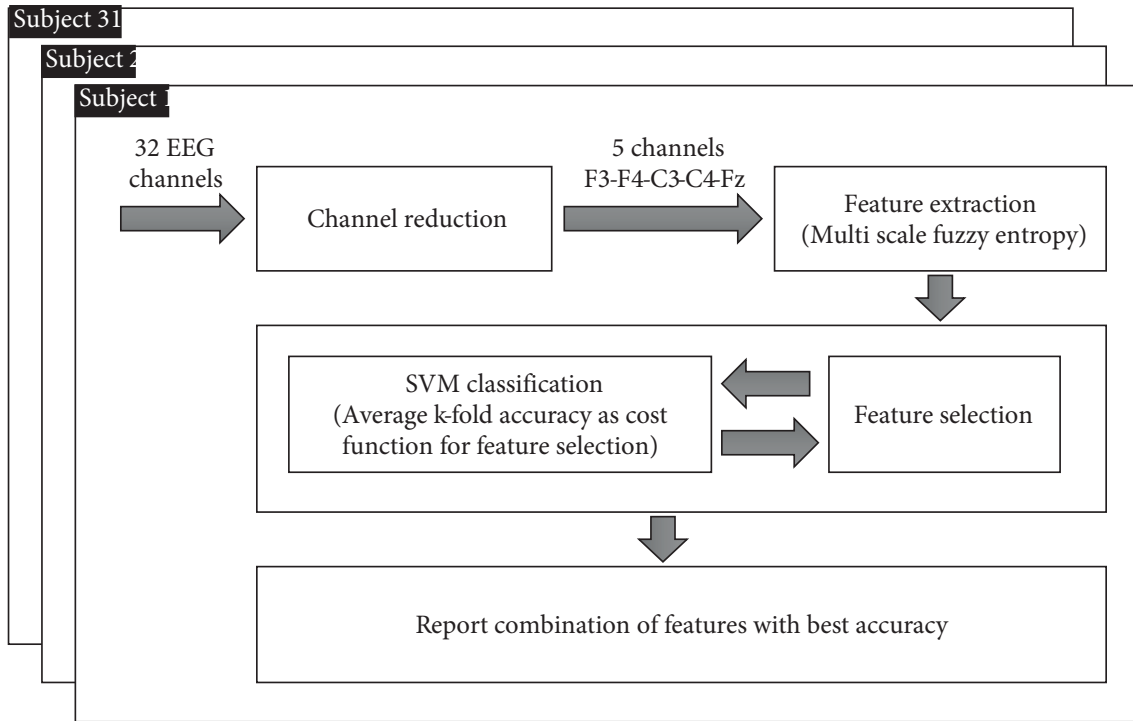 Subject 31
Subject 2
Subject 1
32 EEG
channels
5 channels
F3-F4-C3-C4-Fz
Channel reduction
Feature extraction
(Multi scale fuzzy entropy)
SVM classification
(Average k-fold accuracy as cost
function for feature selection)
Feature selection
Report combination of features with best accuracy